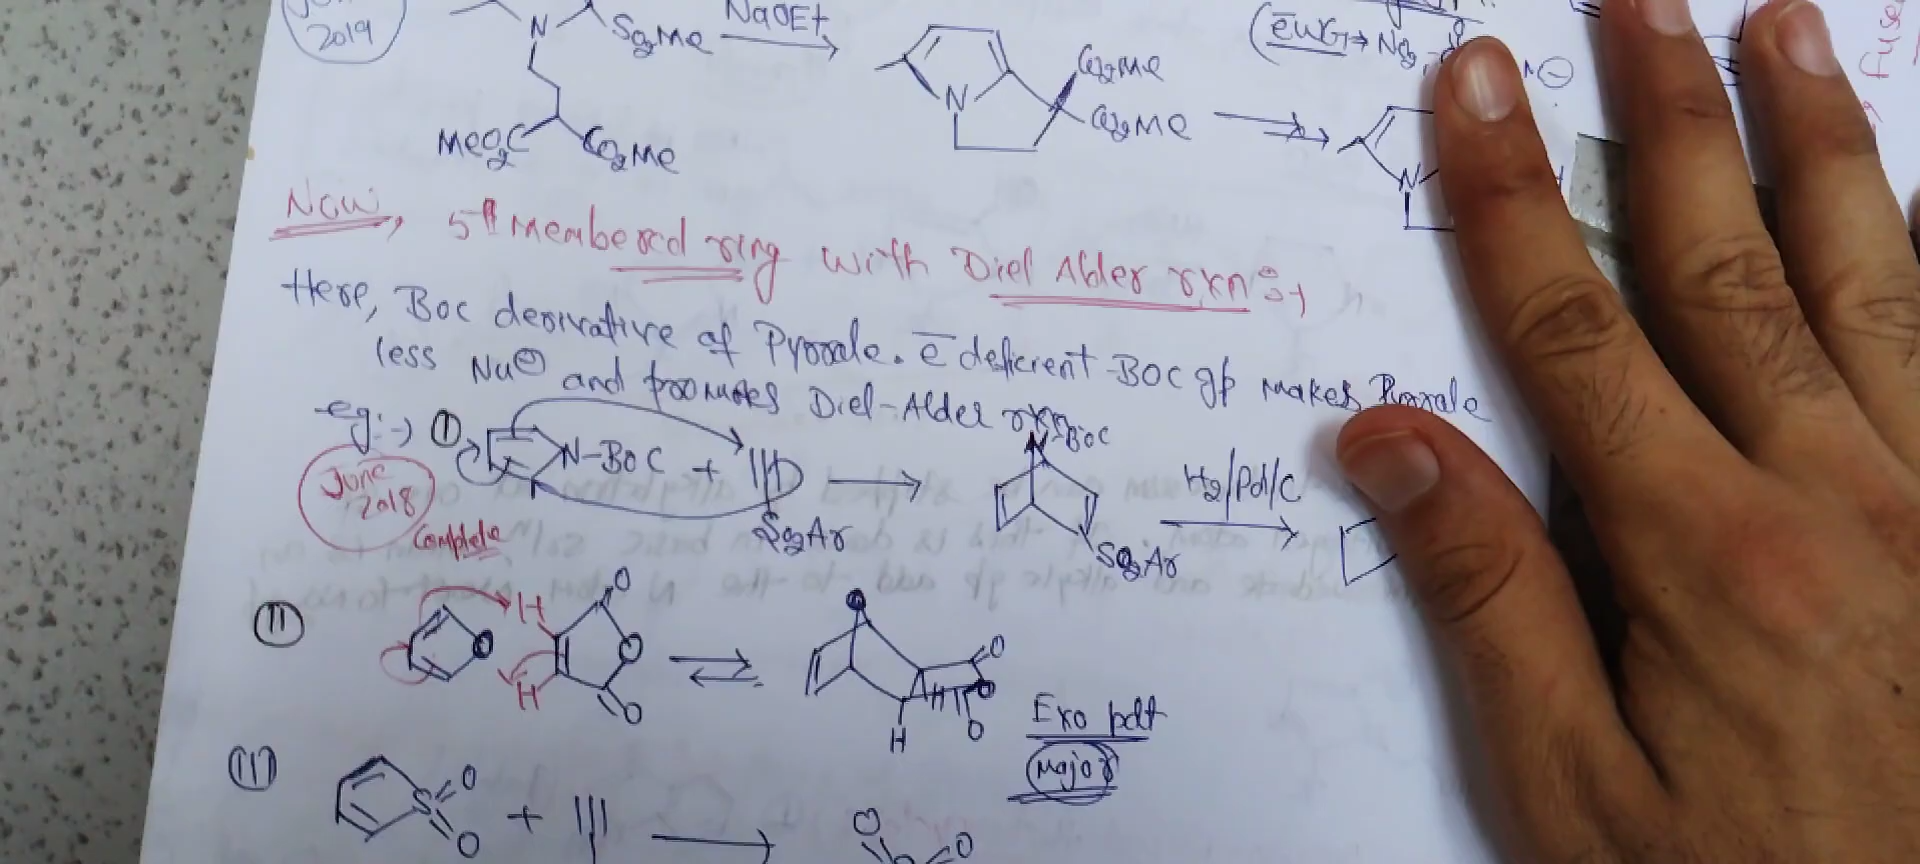 2019
N
SO2Me
NaOEt
MeO2C
CO2Me
N
CO2Me
CO2Me
(EWG→ NO2
N
Now, 5 Membered ring with Diel Alder rxn:→
Here, Boc derivative of Pyrrole. e deficient -BOC gp makes Pyrrole
less Nu⊖ and promotes Diel-Alder rxn
eg:→ ①
N-BOC +
SO2Ar
N
BOC
SO2Ar
H2/Pd/C
June
2018
Complete
II
O
H
H
O
O
O
O
O
O
O
H
H
Exo pdt
Major
III
S
O
O
+
O
O